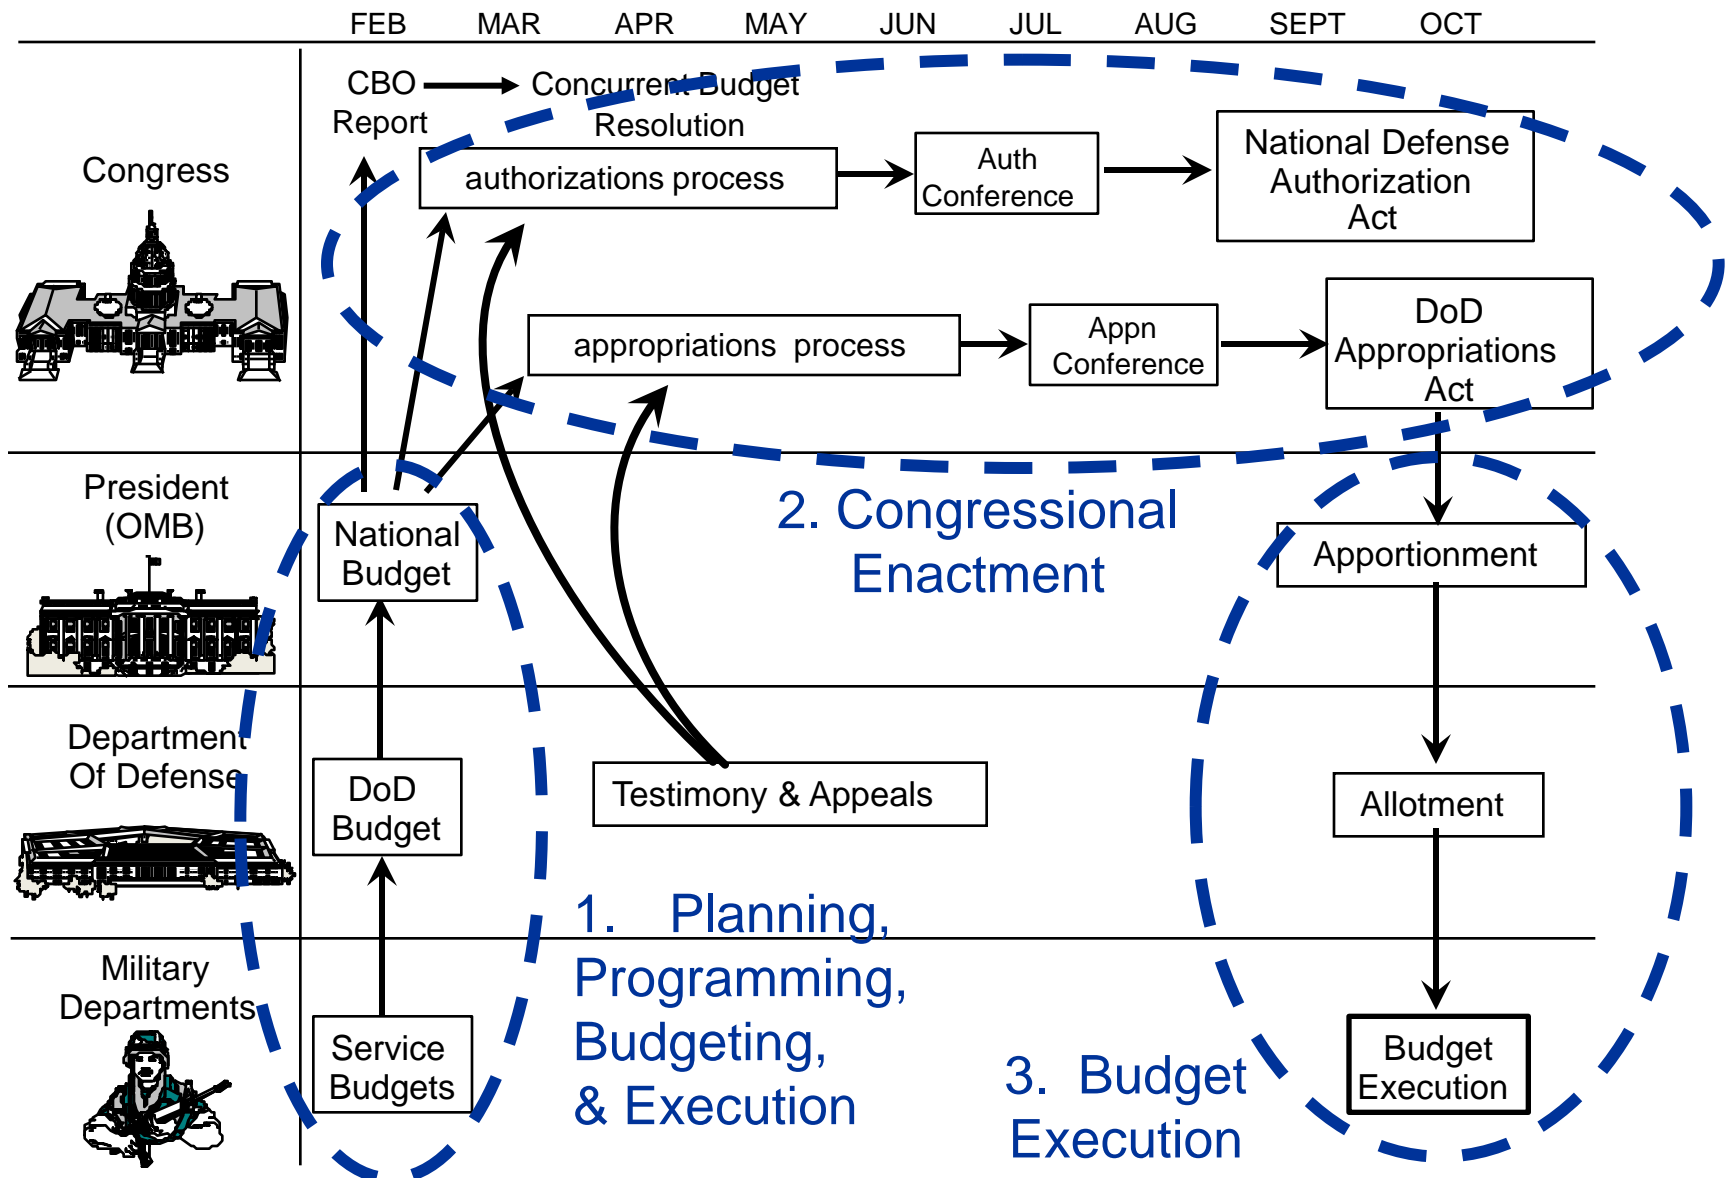 FEB MAR APR MAY JUN JUL AUG SEPT OCT
Congress
CBO
Report
Concurrent Budget
Resolution
authorizations process
Auth
Conference
National Defense
Authorization
Act
appropriations process
Appn
Conference
DoD
Appropriations
Act
President
(OMB)
National
Budget
2. Congressional
Enactment
Apportionment
Department
Of Defense
DoD
Budget
Testimony & Appeals
Allotment
1. Planning,
Programming,
Budgeting,
& Execution
Military
Departments
Service
Budgets
3. Budget
Execution
Budget
Execution